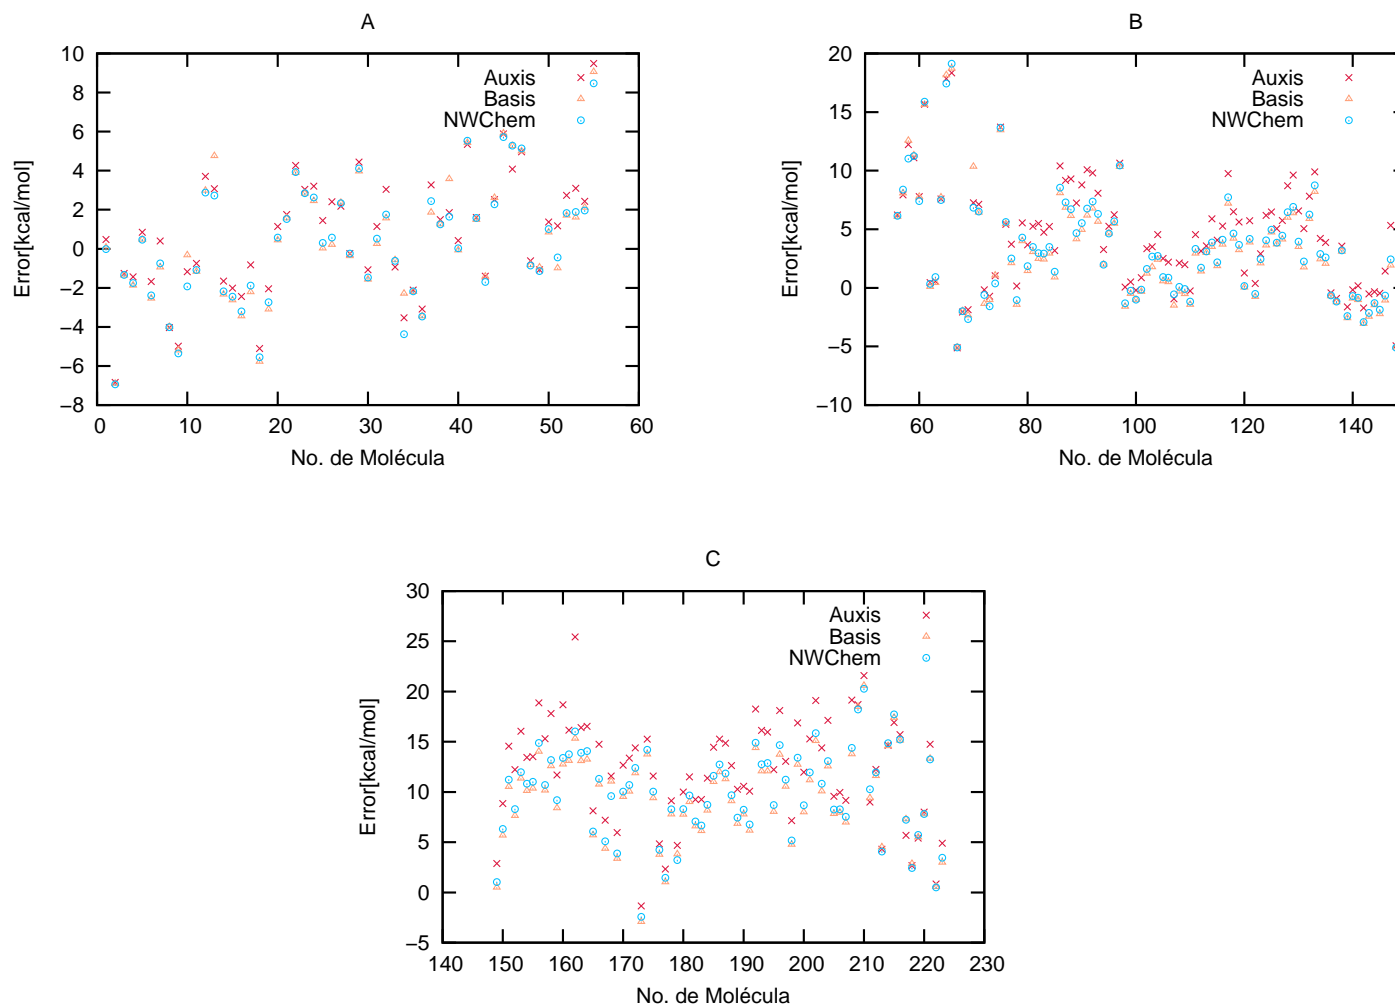 A
Error[kcal/mol]
10
8
6
4
2
0
−2
−4
−6
−8
0 10 20 30 40 50 60
No. de Molécula
Auxis
Basis
NWChem
B
Error[kcal/mol]
20
15
10
5
0
−5
−10
60 80 100 120 140
No. de Molécula
Auxis
Basis
NWChem
C
Error[kcal/mol]
30
25
20
15
10
5
0
−5
140 150 160 170 180 190 200 210 220 230
No. de Molécula
Auxis
Basis
NWChem